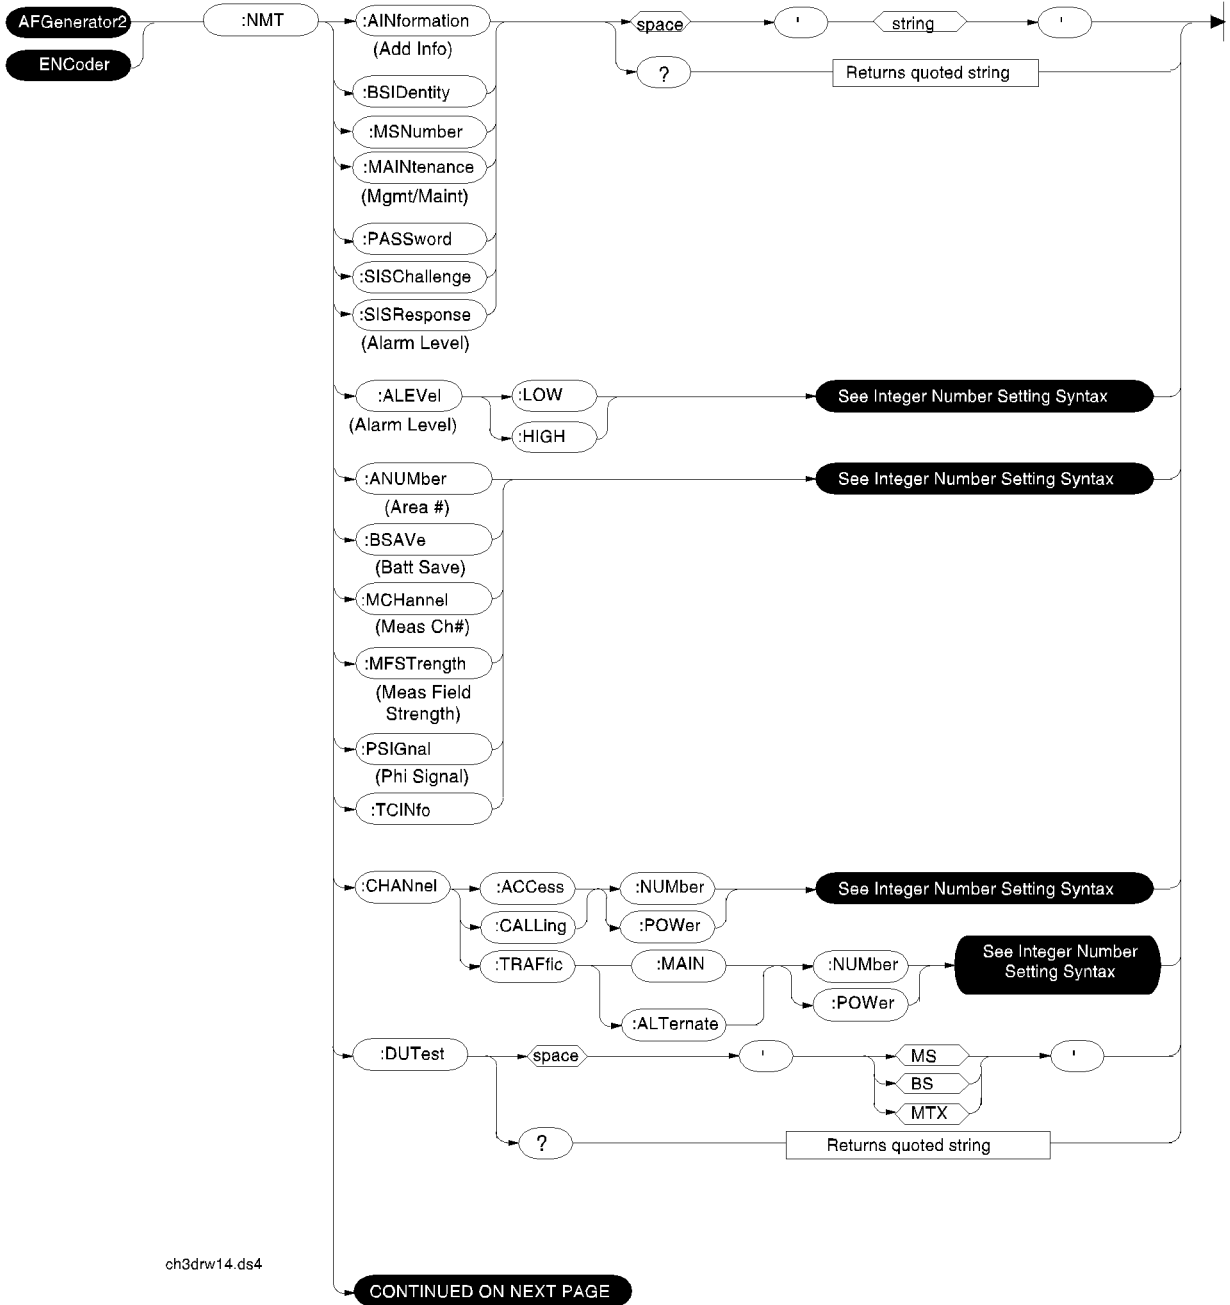 AFGenerator2 :NMT :AINformation space ' string '
(Add Info)
ENCoder ? Returns quoted string
:BSIDentity
:MSNumber
:MAINtenance
(Mgmt/Maint)
:PASSword
:SISChallenge
:SISResponse
(Alarm Level)
:ALEVel :LOW See Integer Number Setting Syntax
(Alarm Level) :HIGH
:ANUMber See Integer Number Setting Syntax
(Area #)
:BSAVe
(Batt Save)
:MCHannel
(Meas Ch#)
:MFSTrength
(Meas Field
Strength)
:PSIGnal
(Phi Signal)
:TCINfo
:CHANnel :ACCess :NUMber See Integer Number Setting Syntax
:CALLing :POWer
:TRAFfic :MAIN :NUMber See Integer Number
Setting Syntax
:POWer
:ALTernate
:DUTest space ' MS '
BS
MTX
? Returns quoted string
ch3drw14.ds4
CONTINUED ON NEXT PAGE